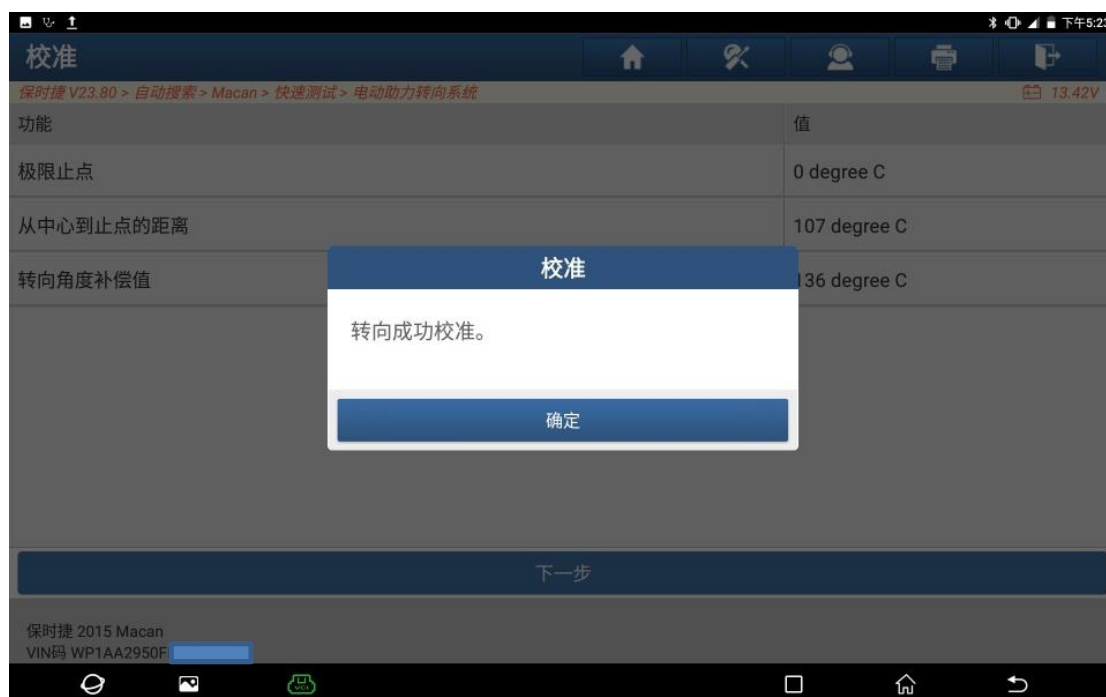 下午5:23
校准
保时捷 V23.80 > 自动搜索 > Macan > 快速测试 > 电动助力转向系统
13.42V
功能
值
极限止点
0 degree C
从中心到止点的距离
107 degree C
转向角度补偿值
136 degree C
校准
转向成功校准。
确定
下一步
保时捷 2015 Macan
VIN码 WP1AA2950F
VCI